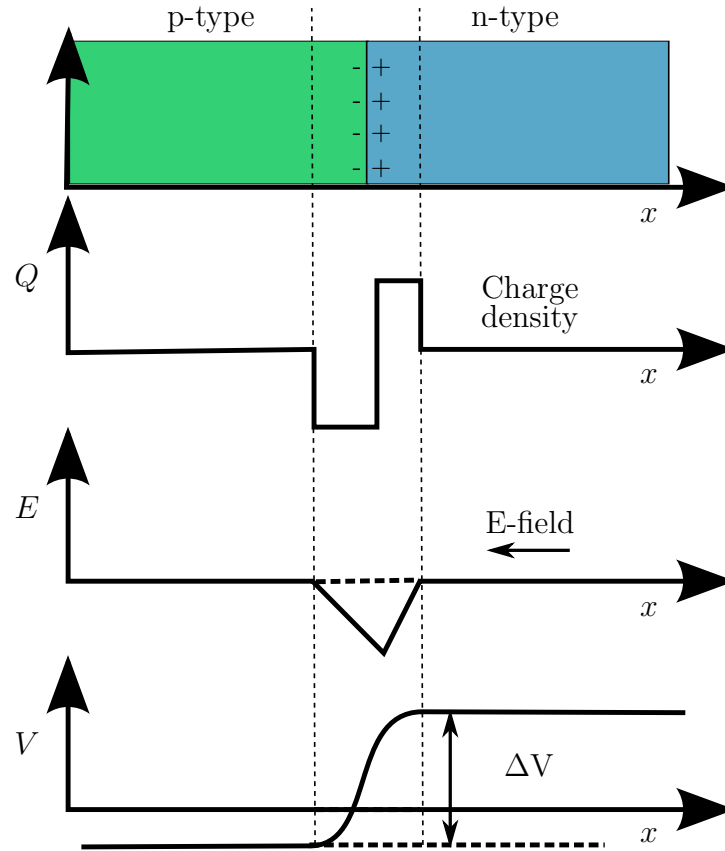 p-type n-type
- +
- +
- +
- +
x
Q
Charge
density
x
E
E-field
x
V
ΔV
x